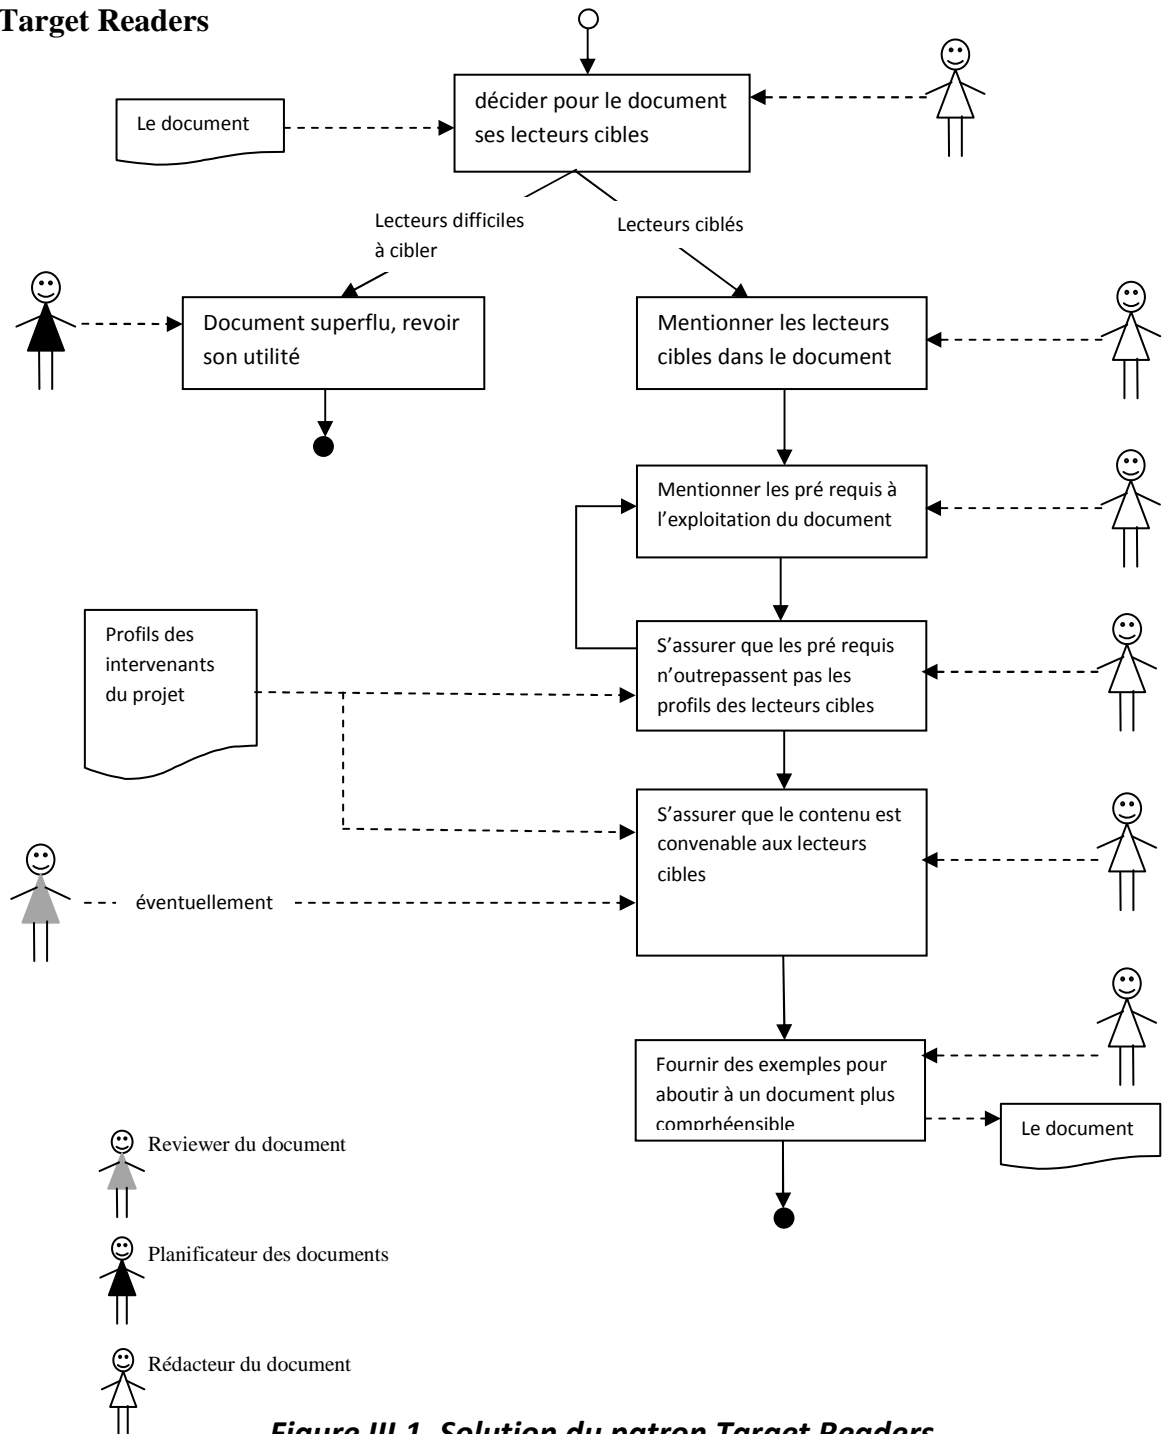 Target Readers
décider pour le document
ses lecteurs cibles
Le document
Lecteurs difficiles
à cibler
Lecteurs ciblés
Document superflu, revoir
son utilité
Mentionner les lecteurs
cibles dans le document
Mentionner les pré requis à
l’exploitation du document
Profils des
intervenants
du projet
S’assurer que les pré requis
n’outrepassent pas les
profils des lecteurs cibles
S’assurer que le contenu est
convenable aux lecteurs
cibles
éventuellement
Fournir des exemples pour
aboutir à un document plus
comprhéensible
Le document
Reviewer du document
Planificateur des documents
Rédacteur du document
Figure III.1. Solution du patron Target Readers